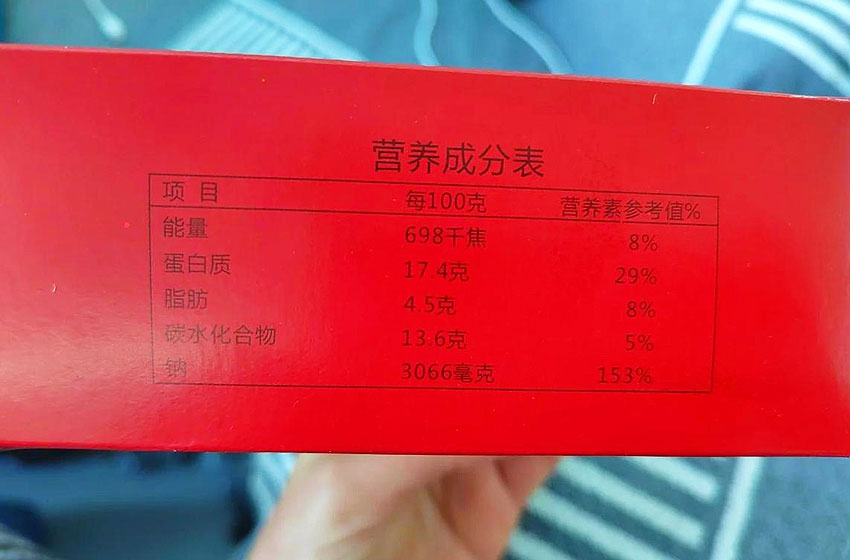 营养成分表
项 目 每100克 营养素参考值%
能量 698千焦 8%
蛋白质 17.4克 29%
脂肪 4.5克 8%
碳水化合物 13.6克 5%
钠 3066毫克 153%